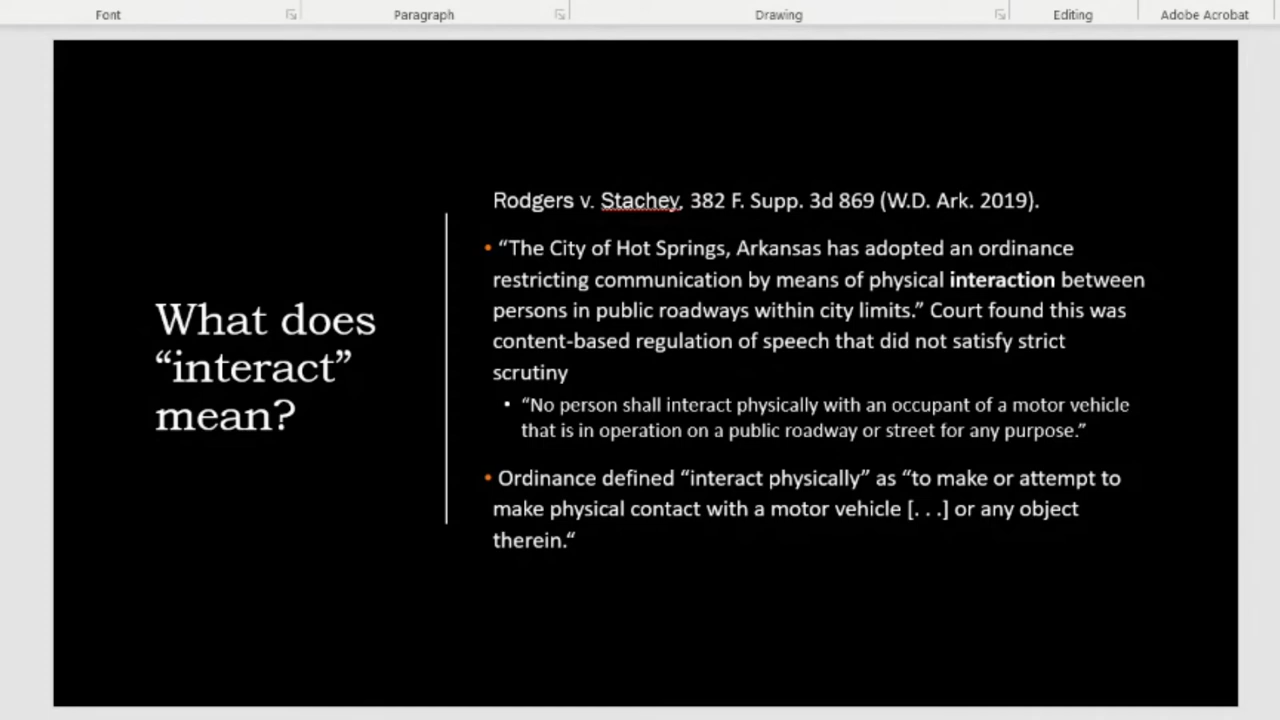 Font
Paragraph
Drawing
Editing
Adobe Acrobat
What does
“interact”
mean?
Rodgers v. Stachey, 382 F. Supp. 3d 869 (W.D. Ark. 2019).
• “The City of Hot Springs, Arkansas has adopted an ordinance
restricting communication by means of physical interaction between
persons in public roadways within city limits.” Court found this was
content-based regulation of speech that did not satisfy strict
scrutiny
• “No person shall interact physically with an occupant of a motor vehicle
that is in operation on a public roadway or street for any purpose.”
• Ordinance defined “interact physically” as “to make or attempt to
make physical contact with a motor vehicle [. . .] or any object
therein.“